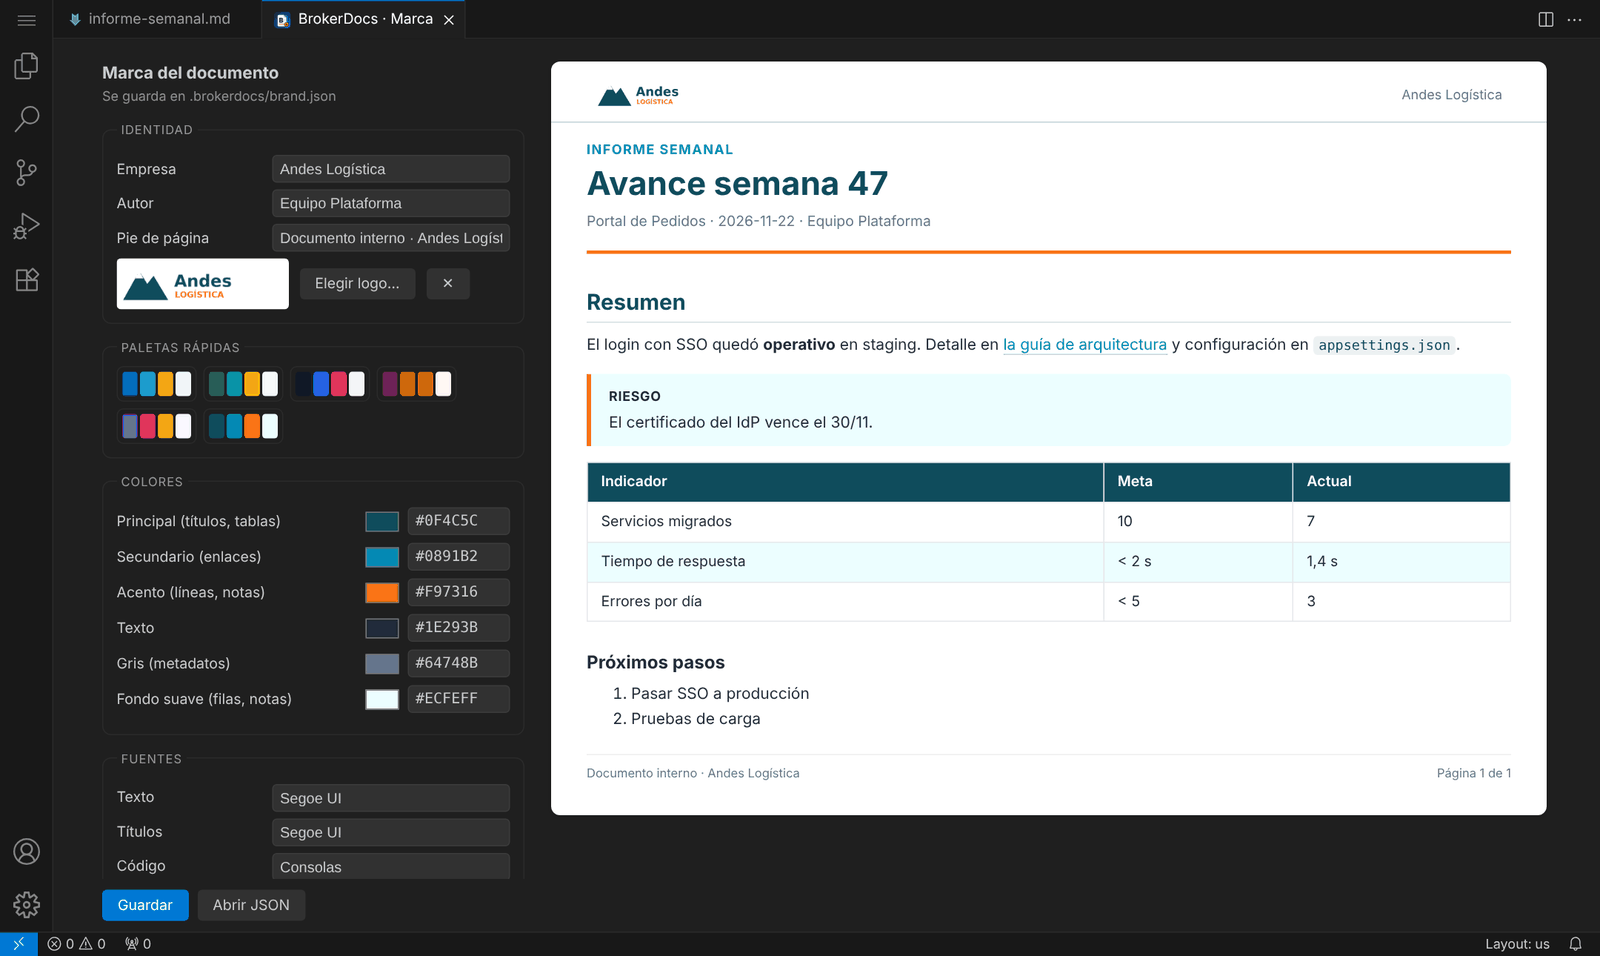 informe-semanal.md
BrokerDocs · Marca
Marca del documento
Se guarda en .brokerdocs/brand.json
IDENTIDAD
Empresa
Andes Logística
Autor
Equipo Plataforma
Pie de página
Documento interno · Andes Logíst
Andes
LOGÍSTICA
Elegir logo...
PALETAS RÁPIDAS
COLORES
Principal (títulos, tablas)
#0F4C5C
Secundario (enlaces)
#0891B2
Acento (líneas, notas)
#F97316
Texto
#1E293B
Gris (metadatos)
#64748B
Fondo suave (filas, notas)
#ECFEFF
FUENTES
Texto
Segoe UI
Títulos
Segoe UI
Código
Consolas
Guardar
Abrir JSON
Andes
LOGÍSTICA
Andes Logística
INFORME SEMANAL
Avance semana 47
Portal de Pedidos · 2026-11-22 · Equipo Plataforma
Resumen
El login con SSO quedó operativo en staging. Detalle en la guía de arquitectura y configuración en appsettings.json.
RIESGO
El certificado del IdP vence el 30/11.
Indicador Meta Actual
Servicios migrados 10 7
Tiempo de respuesta < 2 s 1,4 s
Errores por día < 5 3
Próximos pasos
1. Pasar SSO a producción
2. Pruebas de carga
Documento interno · Andes Logística
Página 1 de 1
0 0 0
Layout: us